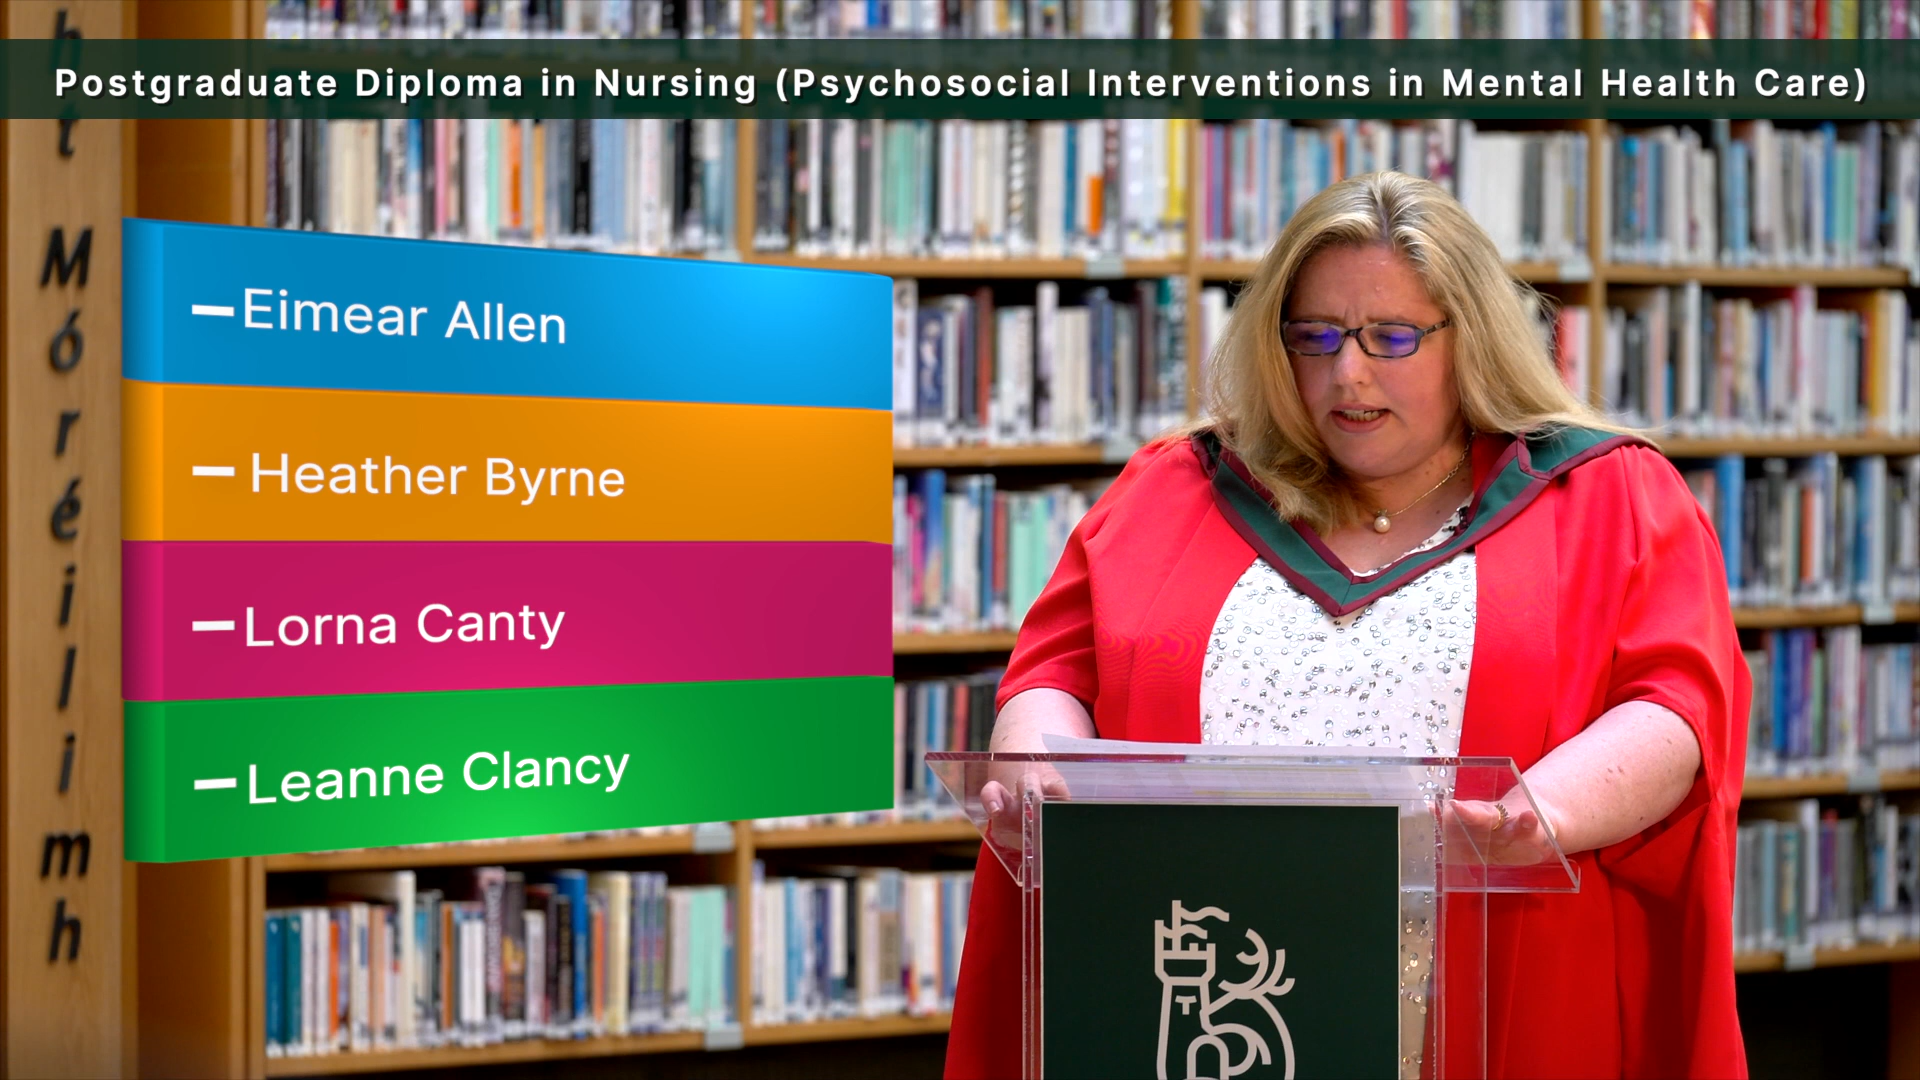 Postgraduate Diploma in Nursing (Psychosocial Interventions in Mental Health Care)
Eimear Allen
Heather Byrne
Lorna Canty
Leanne Clancy
Móréilimh